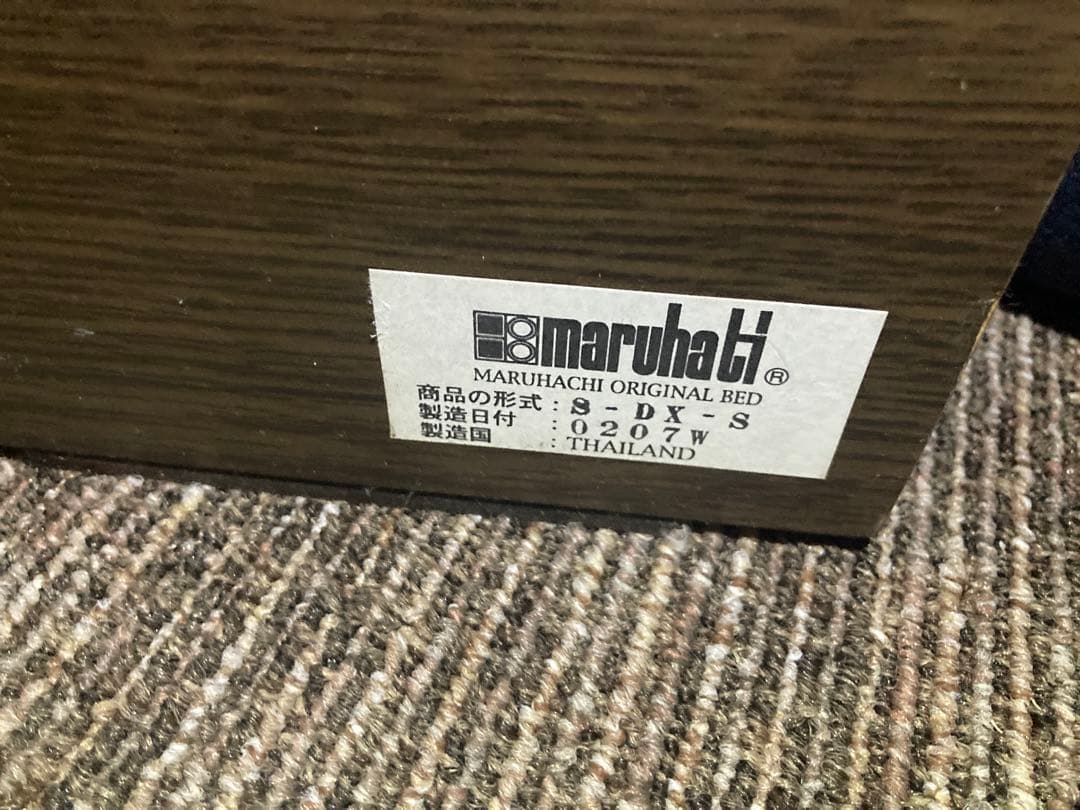 maruhati®
MARUHACHI ORIGINAL BED
商品の形式 : S - DX - S
製造日付 : 0207W
製造国 : THAILAND